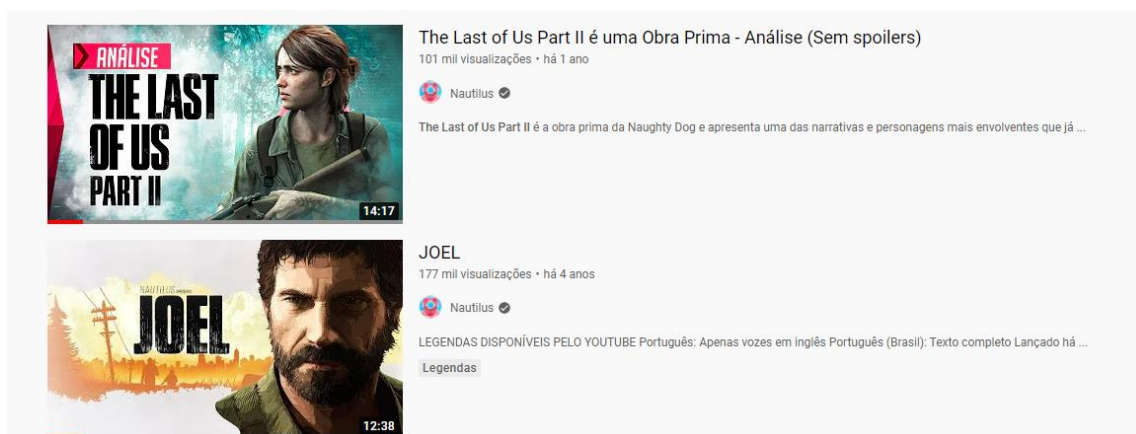 ANÁLISE
THE LAST
OF US
PART II
14:17
The Last of Us Part II é uma Obra Prima - Análise (Sem spoilers)
101 mil visualizações • há 1 ano
Nautilus
The Last of Us Part II é a obra prima da Naughty Dog e apresenta uma das narrativas e personagens mais envolventes que já ...
NAUTILUS
JOEL
12:38
JOEL
177 mil visualizações • há 4 anos
Nautilus
LEGENDAS DISPONÍVEIS PELO YOUTUBE Português: Apenas vozes em inglês Português (Brasil): Texto completo Lançado há ...
Legendas